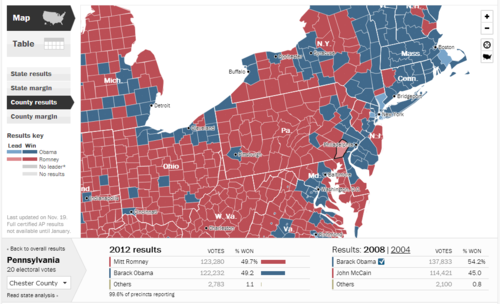 Map
Table
State results
State margin
County results
County margin
Results key
Lead Win
Obama
Romney
No leader*
No results
Last updated on Nov. 19.
Full certified AP results
not available until January.
N.Y.
Mass.
Boston
Buffalo
Conn.
Mich.
Detroit
Bridgeport
Pa.
N.J.
Ohio
Md.
W. Va.
Va
‹ Back to overall results
Pennsylvania
20 electoral votes
Chester County
Read state analysis ›
2012 results VOTES % WON
Mitt Romney 123,280 49.7%
Barack Obama 122,232 49.2
Others 2,783 1.1
99.6% of precincts reporting
Results: 2008 | 2004 VOTES % WON
Barack Obama 137,833 54.2%
John McCain 114,421 45.0
Others 2,100 0.8